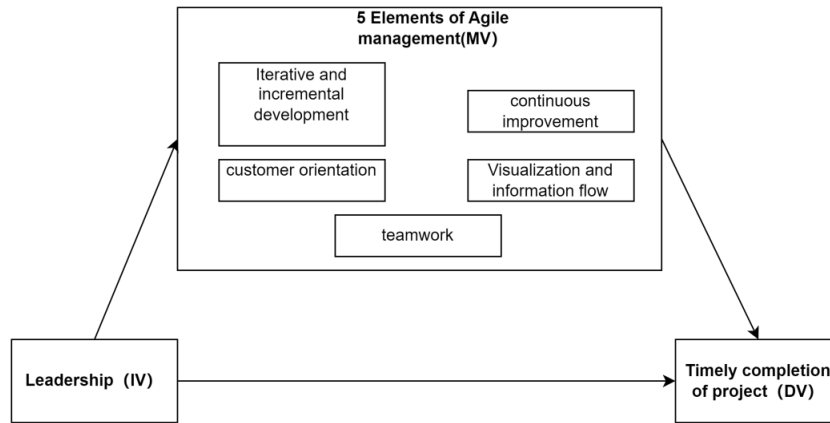 5 Elements of Agile
management(MV)
Iterative and
incremental
development
continuous
improvement
customer orientation
Visualization and
information flow
teamwork
Leadership（IV）
Timely completion
of project（DV）